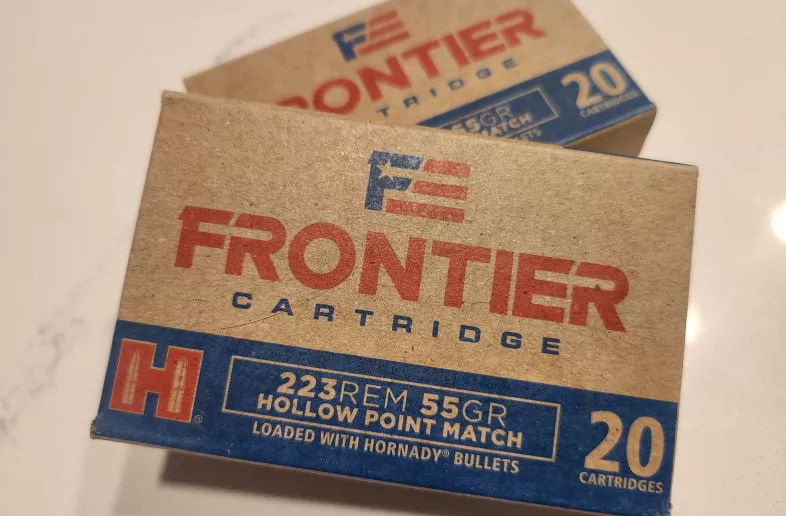 FRONTIER
CARTRIDGE
20
CARTRIDGES
55GR
MATCH
F
FRONTIER®
CARTRIDGE
H®
223REM 55GR
HOLLOW POINT MATCH
LOADED WITH HORNADY® BULLETS
20
CARTRIDGES